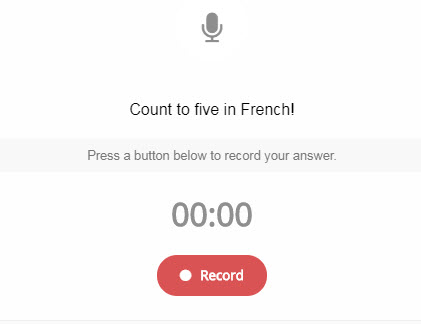 Count to five in French!
Press a button below to record your answer.
00:00
Record